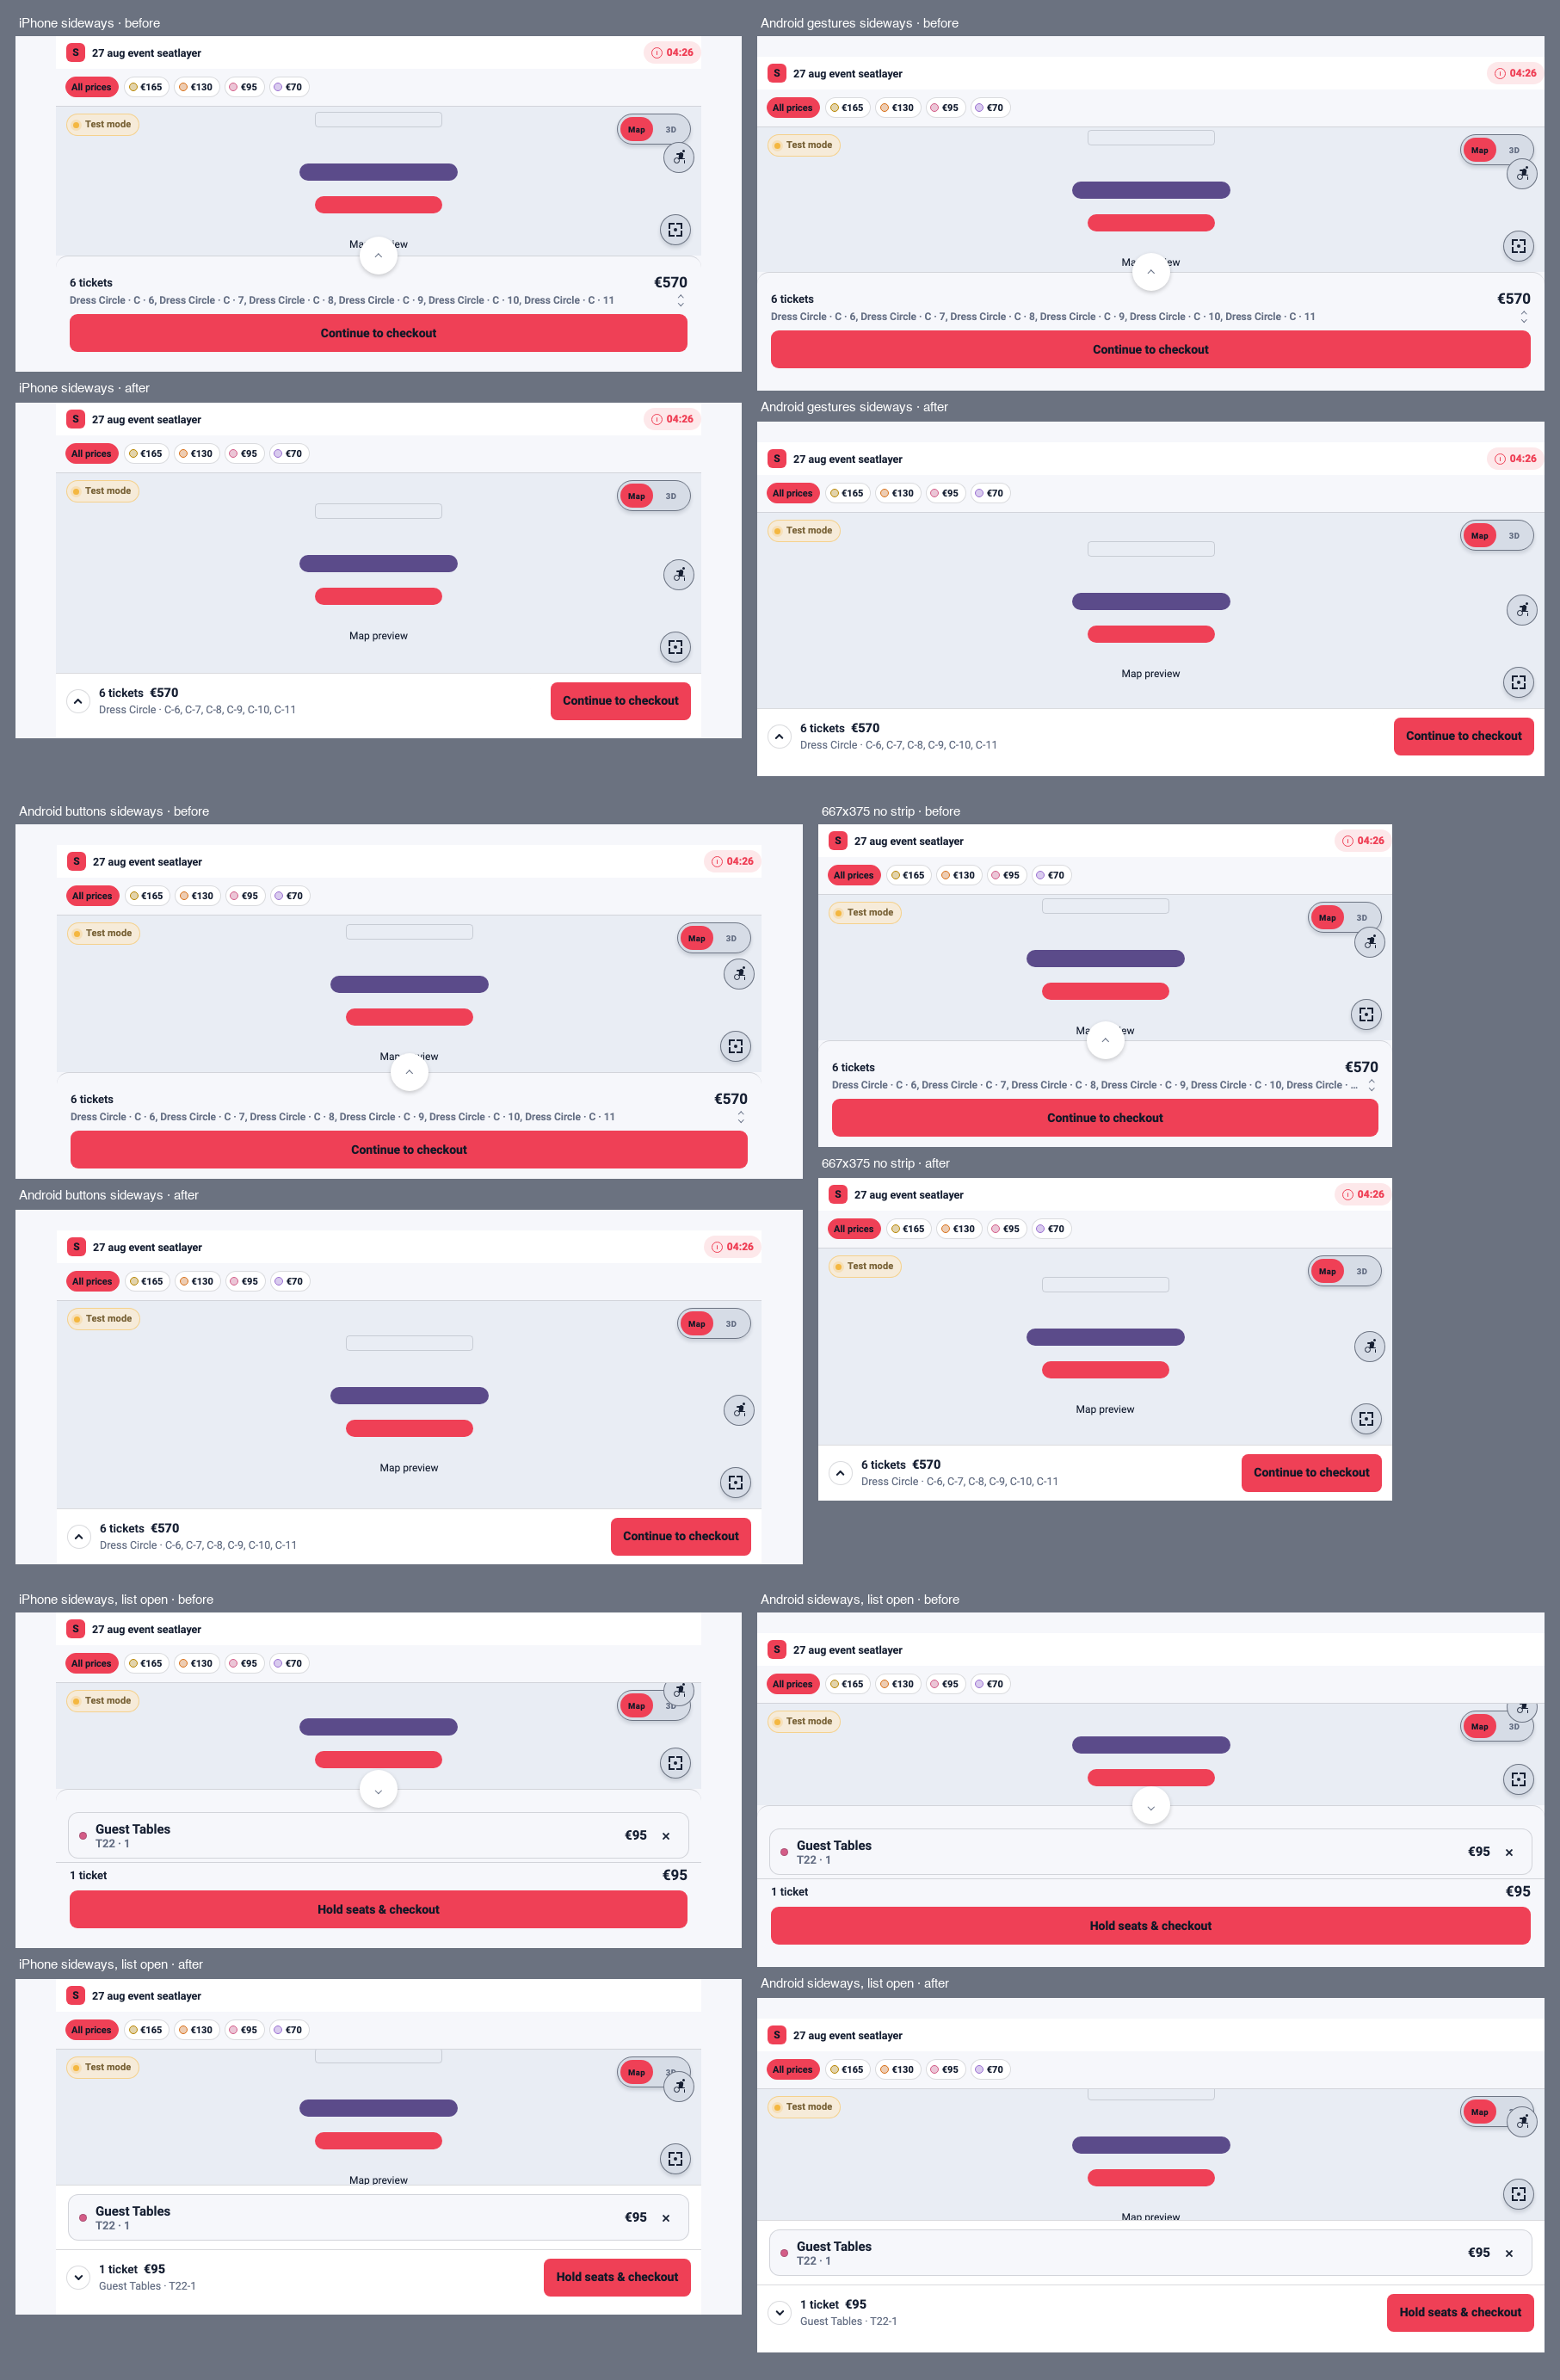 iPhone sideways · before
S 27 aug event seatlayer 04:26
All prices €165 €130 €95 €70
Test mode Map 3D
6 tickets €570
Dress Circle · C · 6, Dress Circle · C · 7, Dress Circle · C · 8, Dress Circle · C · 9, Dress Circle · C · 10, Dress Circle · C · 11
Continue to checkout
iPhone sideways · after
S 27 aug event seatlayer 04:26
All prices €165 €130 €95 €70
Test mode Map 3D
Map preview
6 tickets €570
Dress Circle · C-6, C-7, C-8, C-9, C-10, C-11
Continue to checkout
Android gestures sideways · before
S 27 aug event seatlayer 04:26
All prices €165 €130 €95 €70
Test mode Map 3D
6 tickets €570
Dress Circle · C · 6, Dress Circle · C · 7, Dress Circle · C · 8, Dress Circle · C · 9, Dress Circle · C · 10, Dress Circle · C · 11
Continue to checkout
Android gestures sideways · after
S 27 aug event seatlayer 04:26
All prices €165 €130 €95 €70
Test mode Map 3D
Map preview
6 tickets €570
Dress Circle · C-6, C-7, C-8, C-9, C-10, C-11
Continue to checkout
Android buttons sideways · before
S 27 aug event seatlayer 04:26
All prices €165 €130 €95 €70
Test mode Map 3D
6 tickets €570
Dress Circle · C · 6, Dress Circle · C · 7, Dress Circle · C · 8, Dress Circle · C · 9, Dress Circle · C · 10, Dress Circle · C · 11
Continue to checkout
Android buttons sideways · after
S 27 aug event seatlayer 04:26
All prices €165 €130 €95 €70
Test mode Map 3D
Map preview
6 tickets €570
Dress Circle · C-6, C-7, C-8, C-9, C-10, C-11
Continue to checkout
667x375 no strip · before
S 27 aug event seatlayer 04:26
All prices €165 €130 €95 €70
Test mode Map 3D
6 tickets €570
Dress Circle · C · 6, Dress Circle · C · 7, Dress Circle · C · 8, Dress Circle · C · 9, Dress Circle · C · 10, Dress Circle · ...
Continue to checkout
667x375 no strip · after
S 27 aug event seatlayer 04:26
All prices €165 €130 €95 €70
Test mode Map 3D
Map preview
6 tickets €570
Dress Circle · C-6, C-7, C-8, C-9, C-10, C-11
Continue to checkout
iPhone sideways, list open · before
S 27 aug event seatlayer
All prices €165 €130 €95 €70
Test mode Map
Guest Tables
T22 · 1
€95 ×
1 ticket €95
Hold seats & checkout
iPhone sideways, list open · after
S 27 aug event seatlayer
All prices €165 €130 €95 €70
Test mode Map
Map preview
Guest Tables
T22 · 1
€95 ×
1 ticket €95
Guest Tables · T22-1
Hold seats & checkout
Android sideways, list open · before
S 27 aug event seatlayer
All prices €165 €130 €95 €70
Test mode Map 3D
Guest Tables
T22 · 1
€95 ×
1 ticket €95
Hold seats & checkout
Android sideways, list open · after
S 27 aug event seatlayer
All prices €165 €130 €95 €70
Test mode Map
Map preview
Guest Tables
T22 · 1
€95 ×
1 ticket €95
Guest Tables · T22-1
Hold seats & checkout